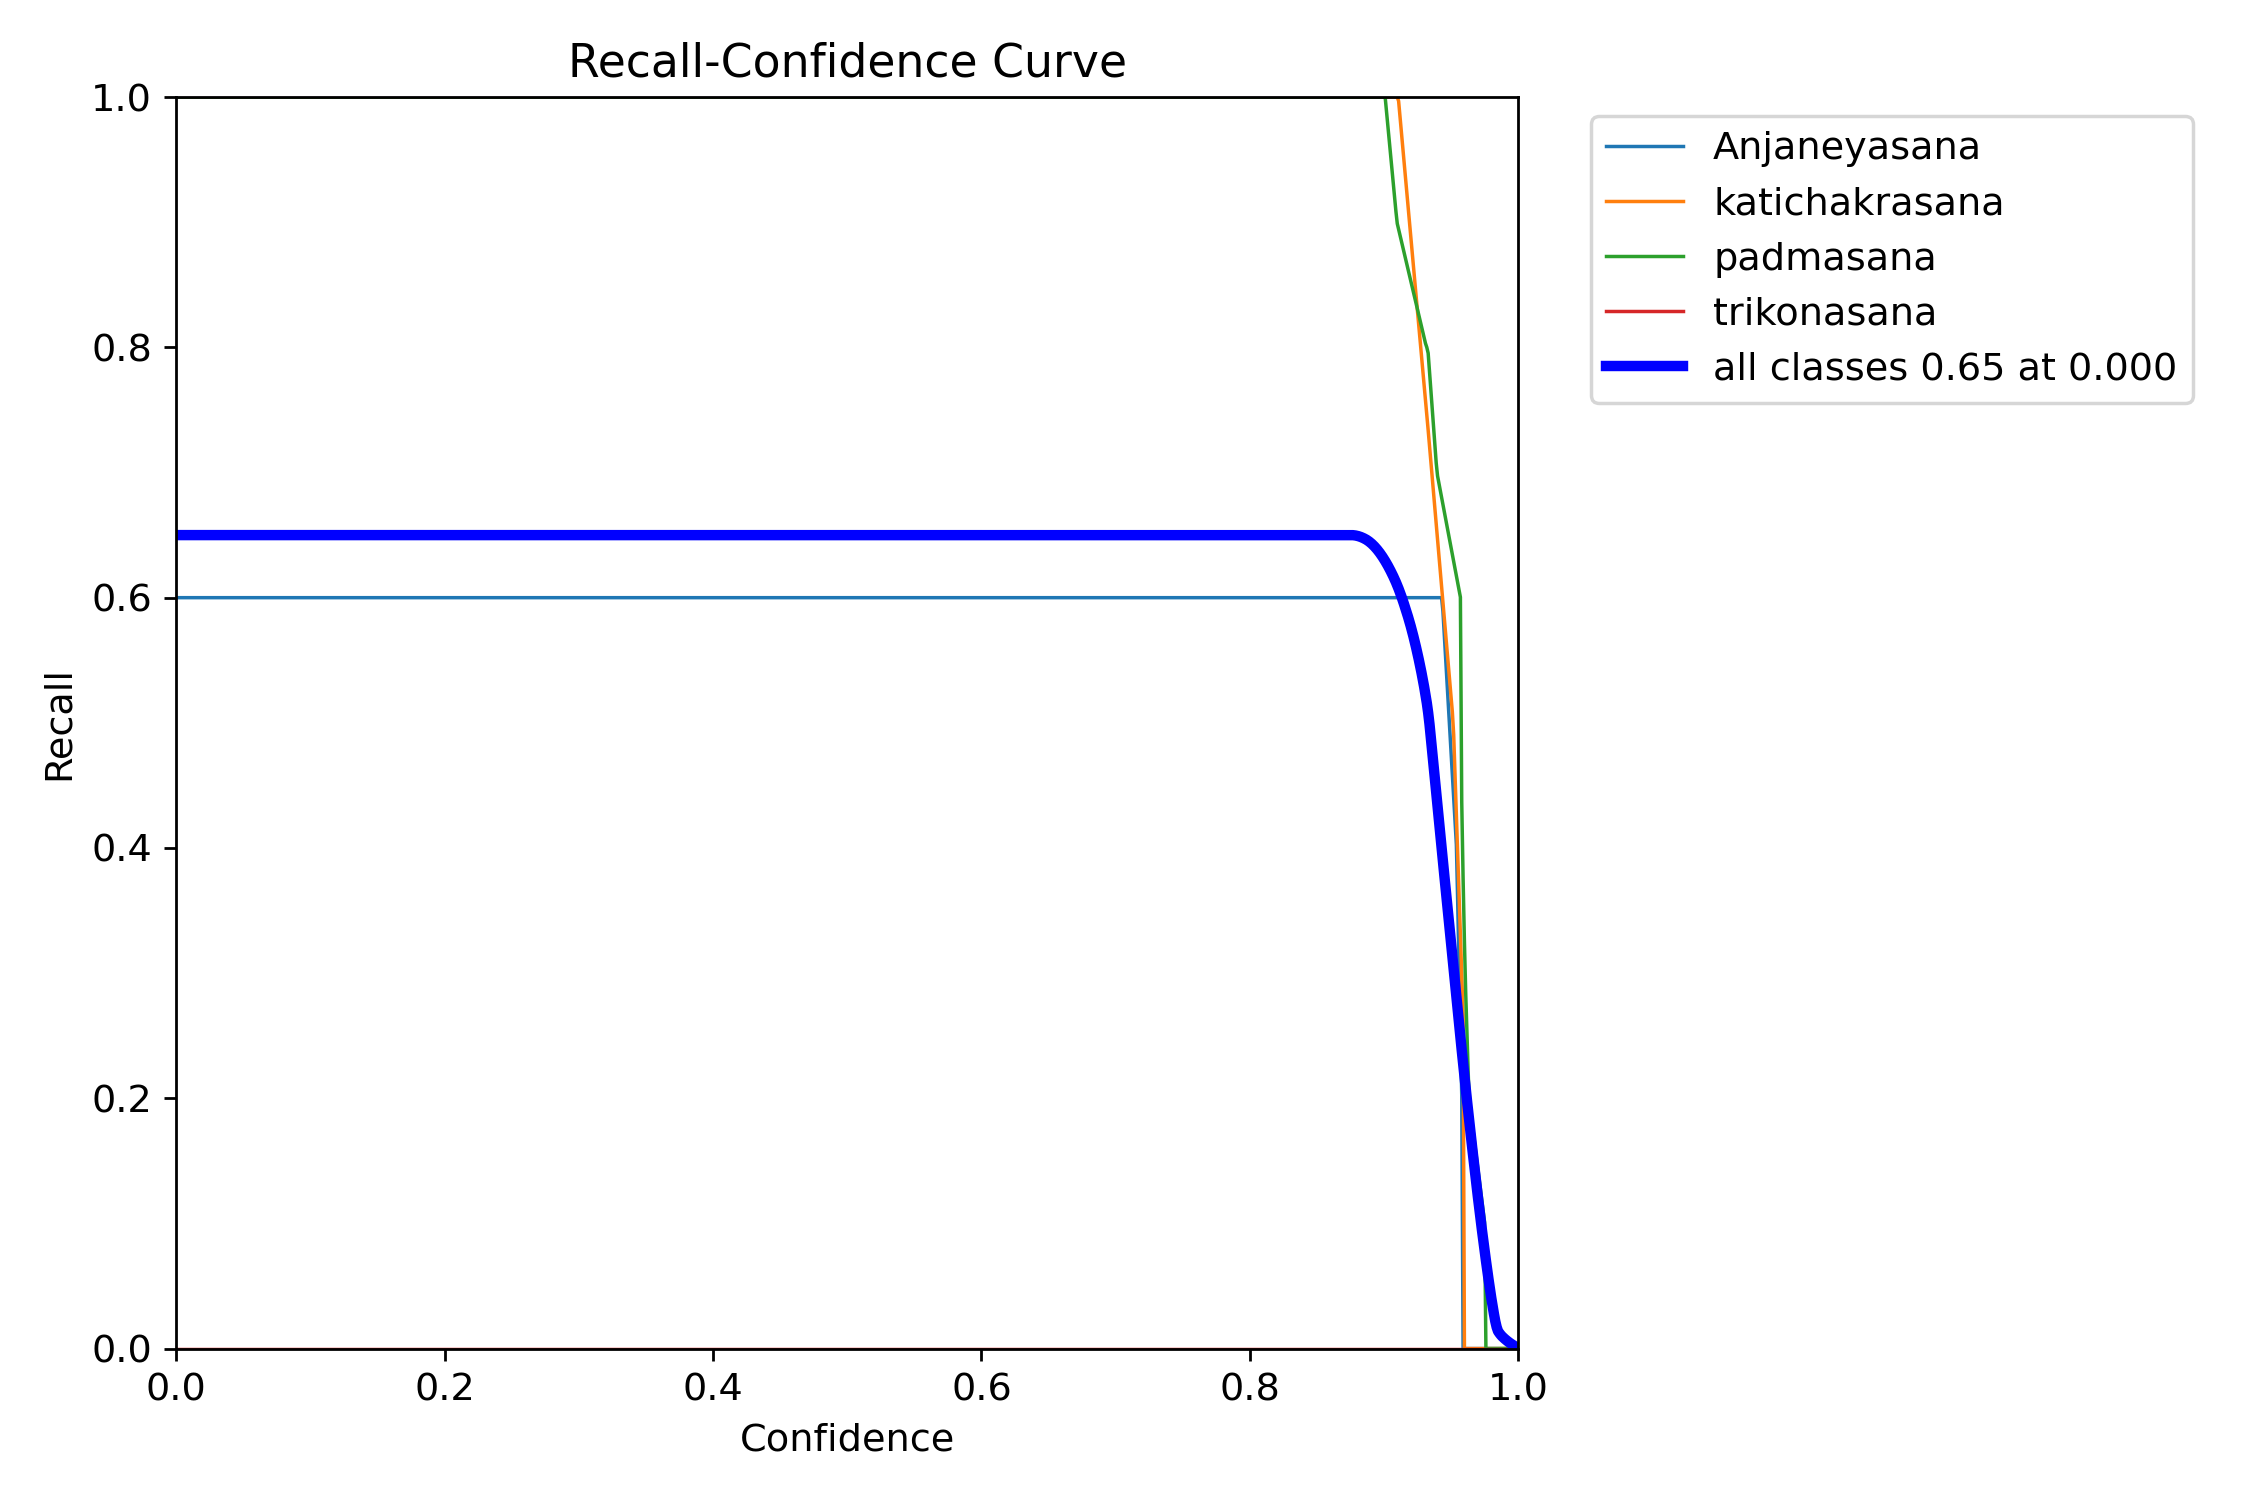 Recall-Confidence Curve
1.0
0.8
0.6
0.4
0.2
0.0
Recall
0.0 0.2 0.4 0.6 0.8 1.0
Confidence
Anjaneyasana
katichakrasana
padmasana
trikonasana
all classes 0.65 at 0.000